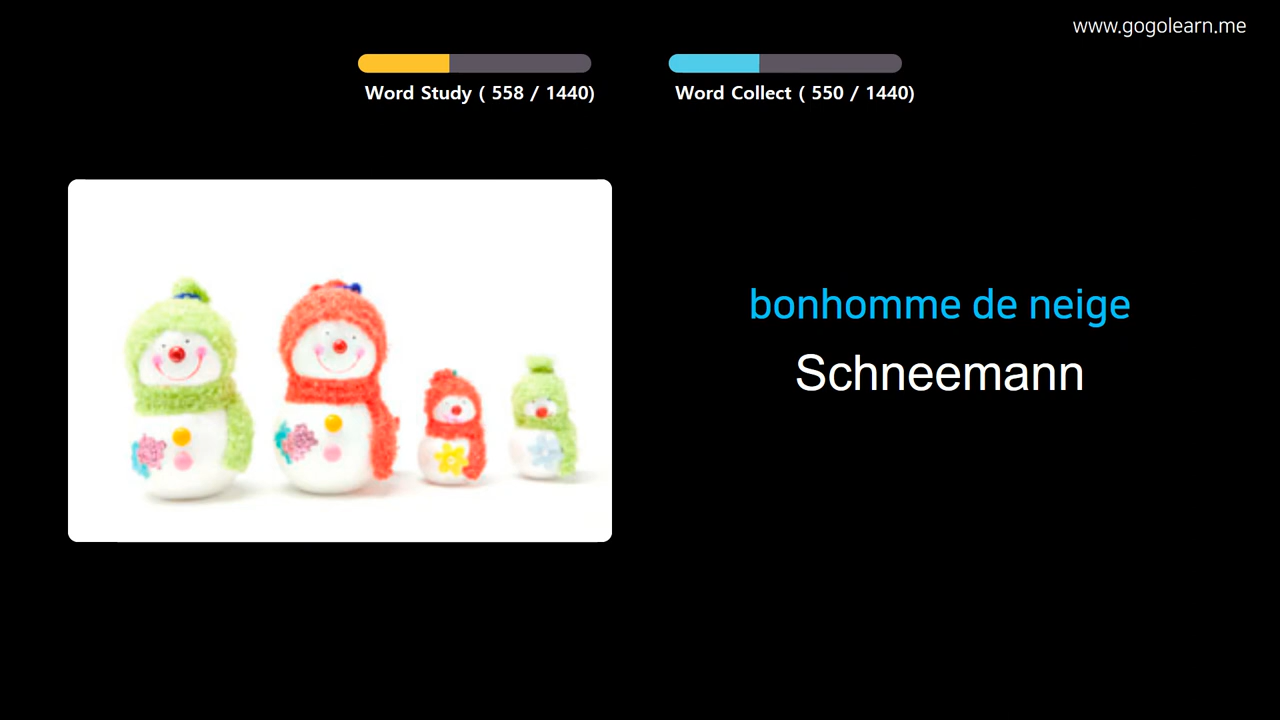 www.gogolearn.me
Word Study ( 558 / 1440)
Word Collect ( 550 / 1440)
bonhomme de neige
Schneemann